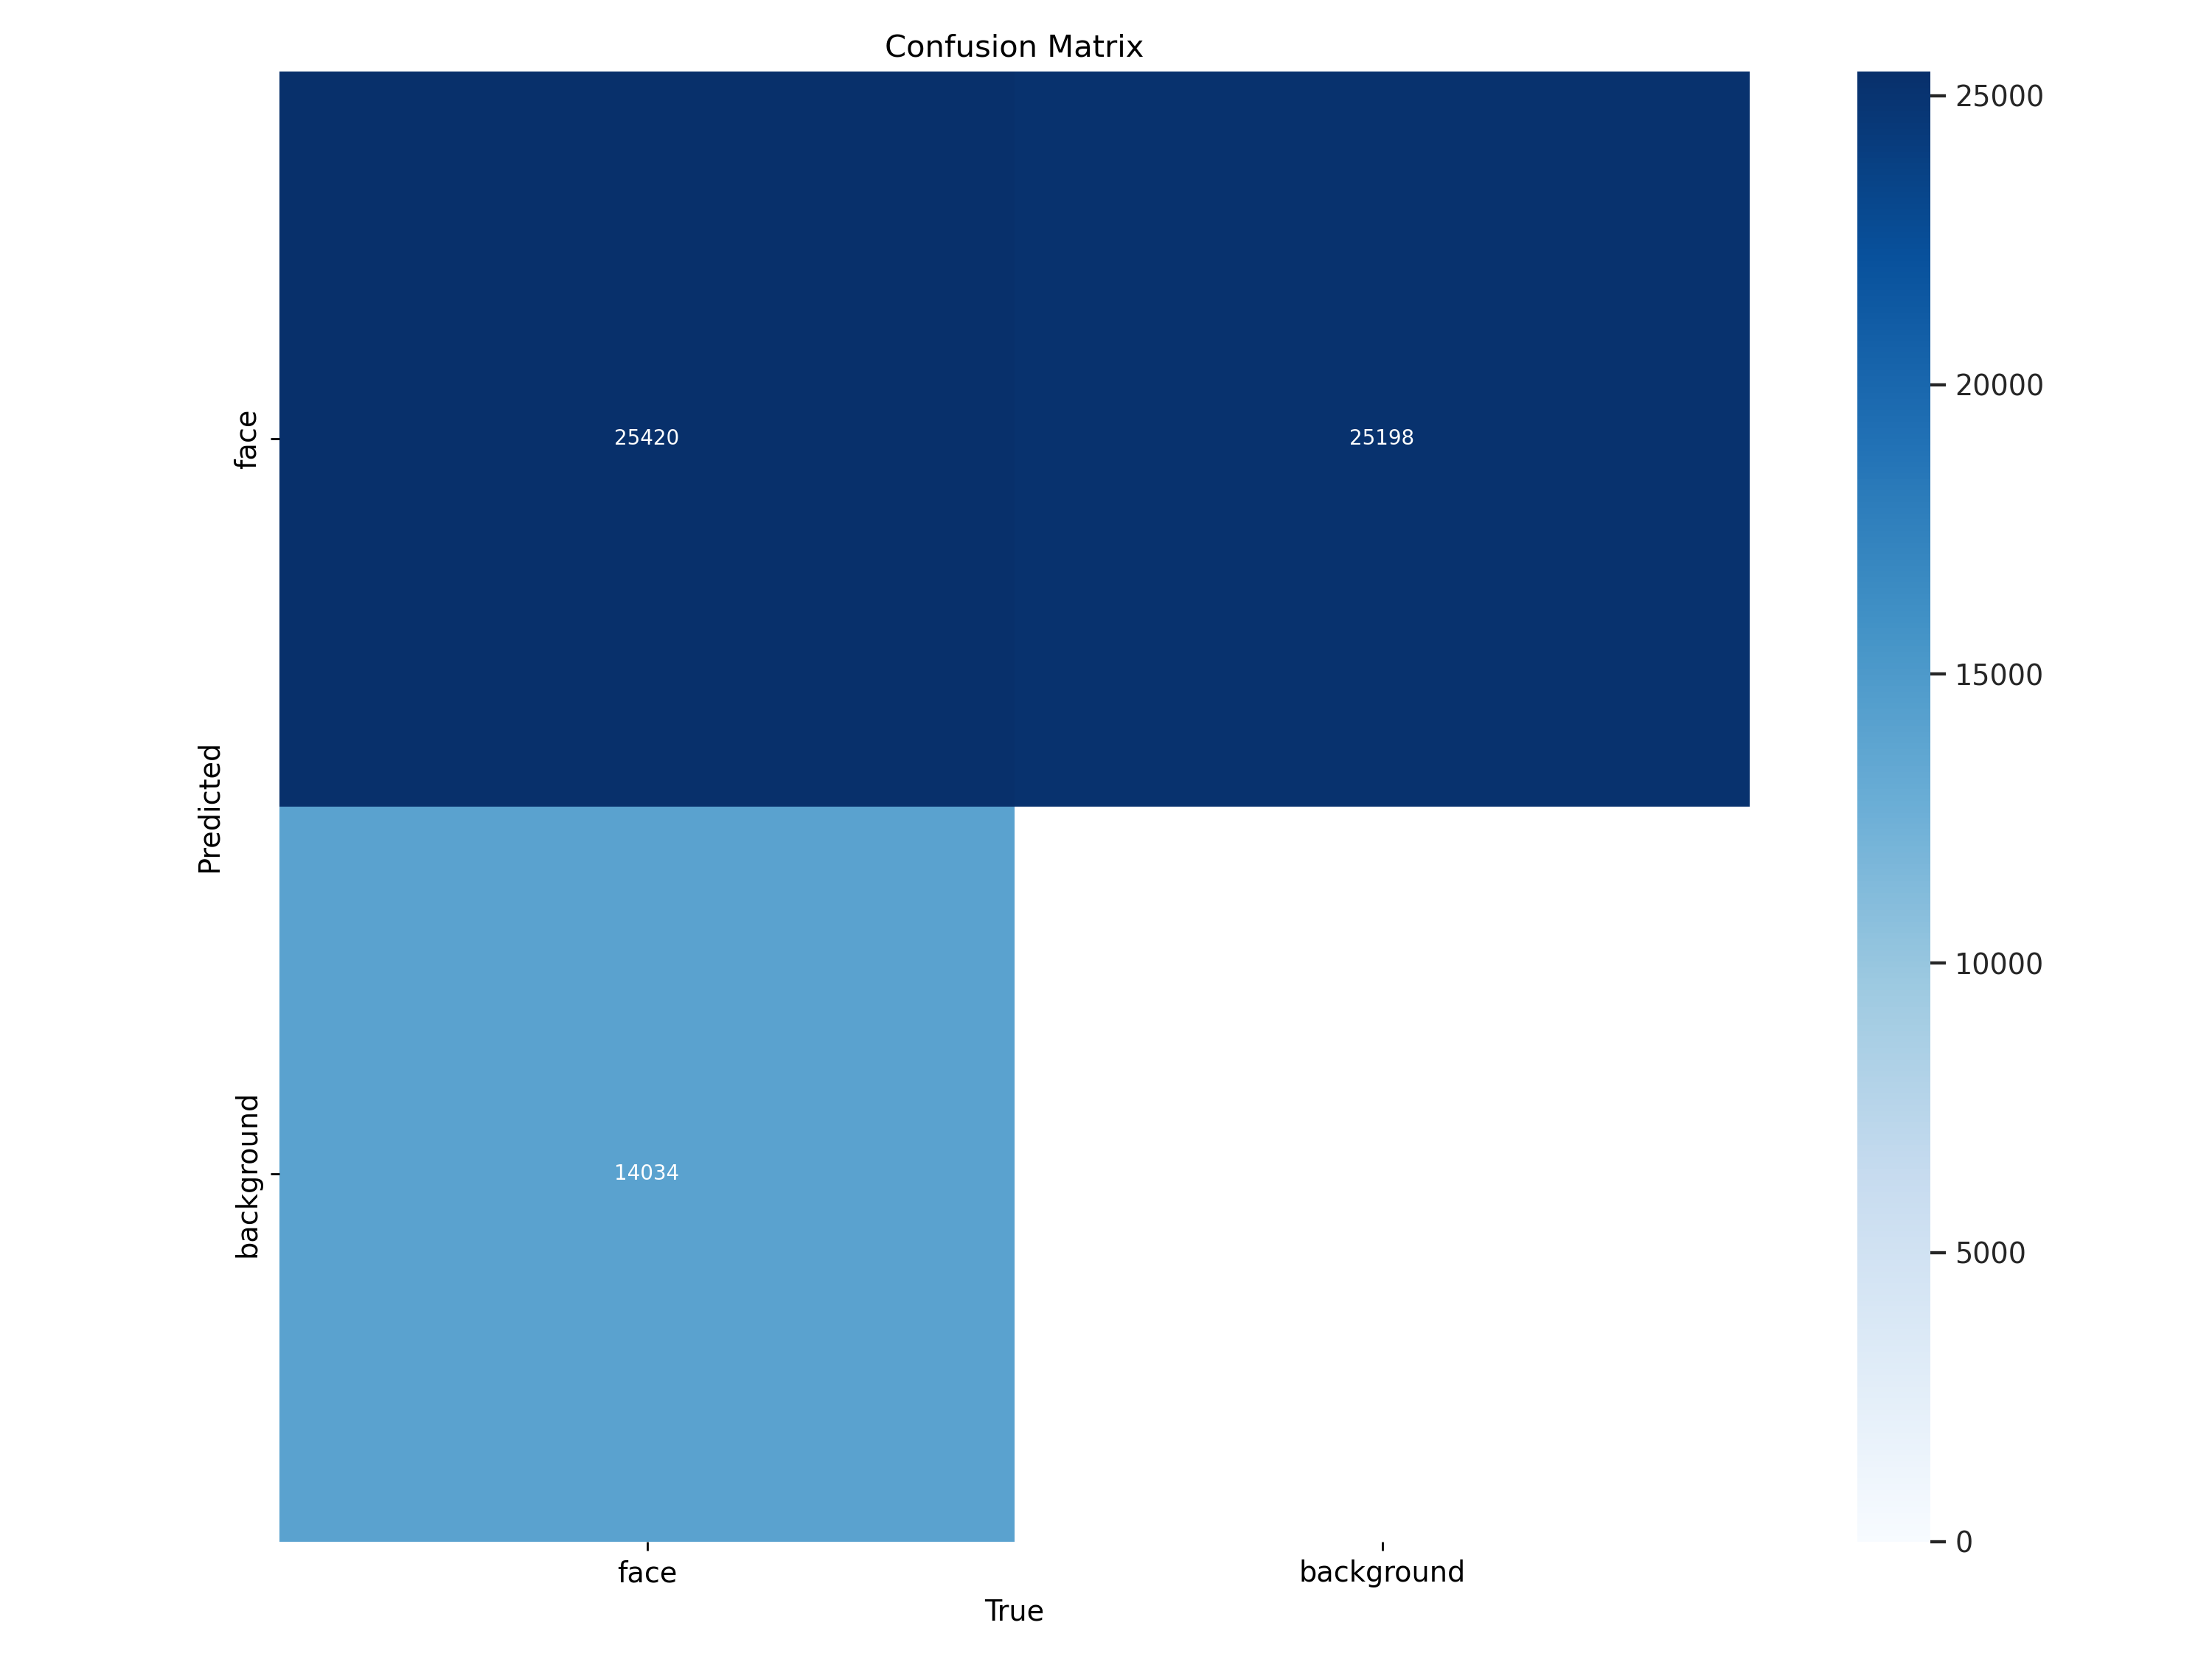 Confusion Matrix
25000
20000
15000
10000
5000
0
Predicted
face
background
25420
25198
14034
face
background
True